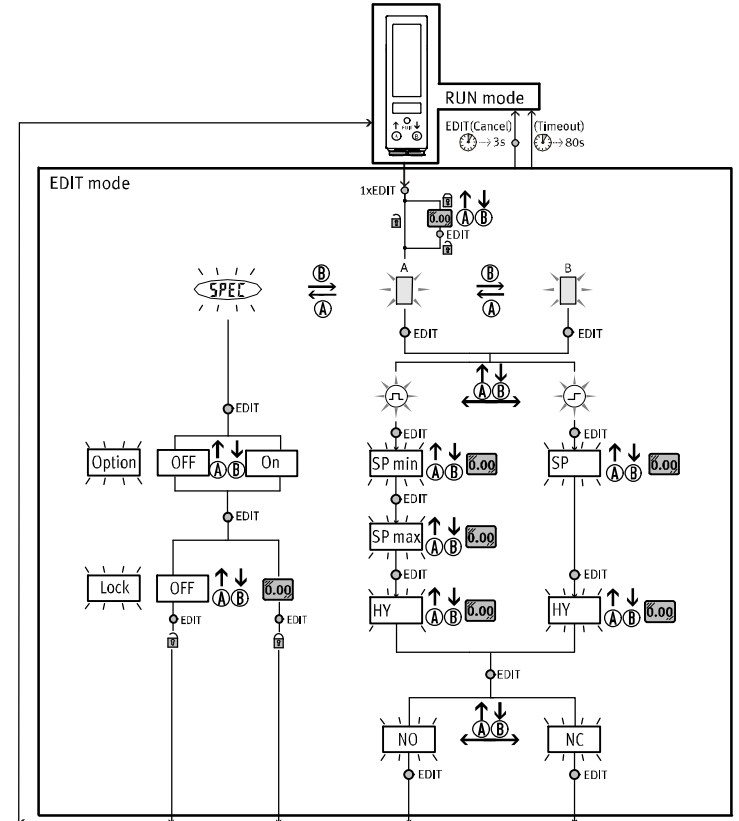 RUN mode
EDIT
A B
EDIT(Cancel) (Timeout)
3s 80s
EDIT mode
1xEDIT
0.00 A B
EDIT
A B
SPEC B A B A
EDIT EDIT
A B
EDIT
EDIT EDIT
Option OFF A B On SP min A B 0.00 SP A B 0.00
EDIT
EDIT
SP max A B 0.00
EDIT EDIT
Lock OFF A B 0.00 HY A B 0.00 HY A B 0.00
EDIT EDIT
EDIT
A B
NO NC
EDIT EDIT